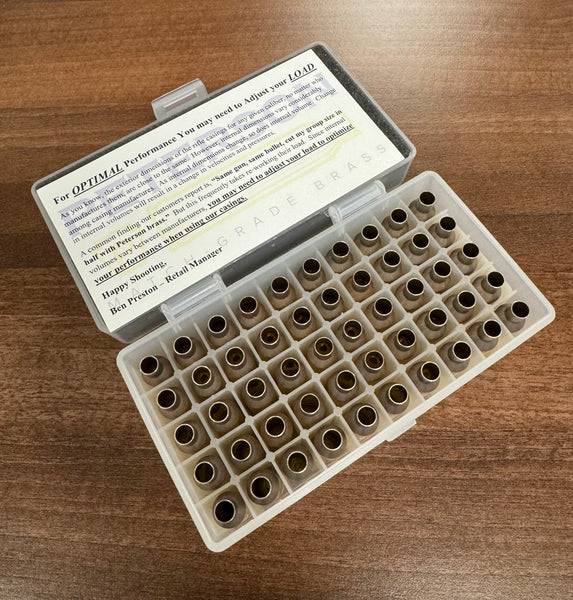 For OPTIMAL Performance You may need to Adjust your LOAD
As you know, the exterior dimensions of the rifle casings for any given caliber, no matter who
manufactures them, are close to the same. However, internal dimensions vary considerably
among casing manufacturers. As internal dimensions change, so does internal volume. Change
in internal volumes will result in a change in velocities and pressures.
A common finding our customers report is, “Same gun, same bullet, cut my group size in
half with Peterson brass.” But this frequently takes re-working their load. Since internal
volumes vary between manufacturers, you may need to adjust your load to optimize
your performance when using our casings.
Happy Shooting,
Ben Preston – Retail Manager
MATCH GRADE BRASS